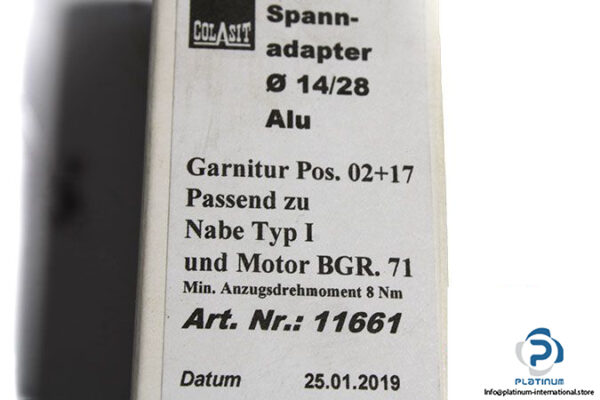 COLASIT
Spann-
adapter
Ø 14/28
Alu
Garnitur Pos. 02+17
Passend zu
Nabe Typ I
und Motor BGR. 71
Min. Anzugsdrehmoment 8 Nm
Art. Nr.: 11661
Datum 25.01.2019
PLATINUM
Info@platinum-international.store